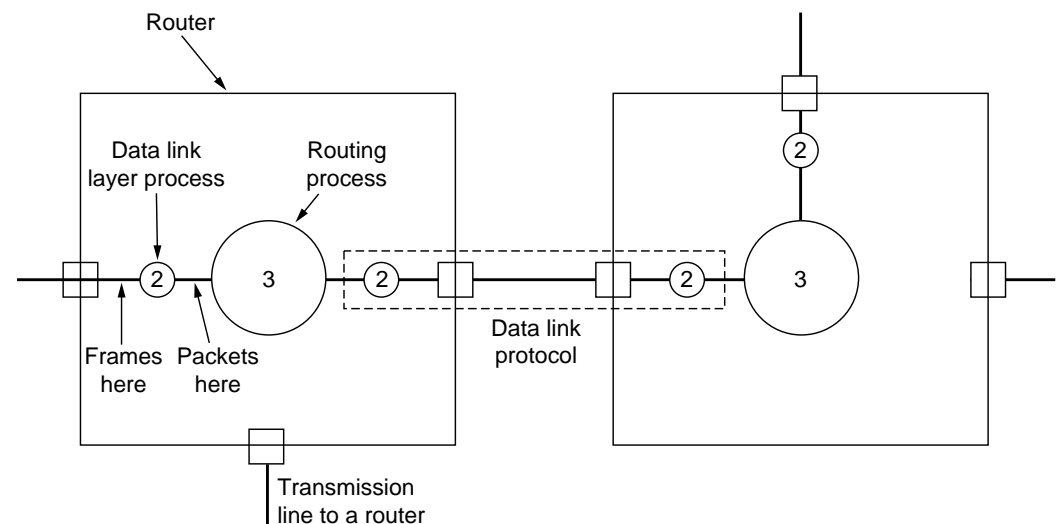 Router
Data link
layer process
Routing
process
2
2
3
2
2
3
Frames
here
Packets
here
Data link
protocol
Transmission
line to a router